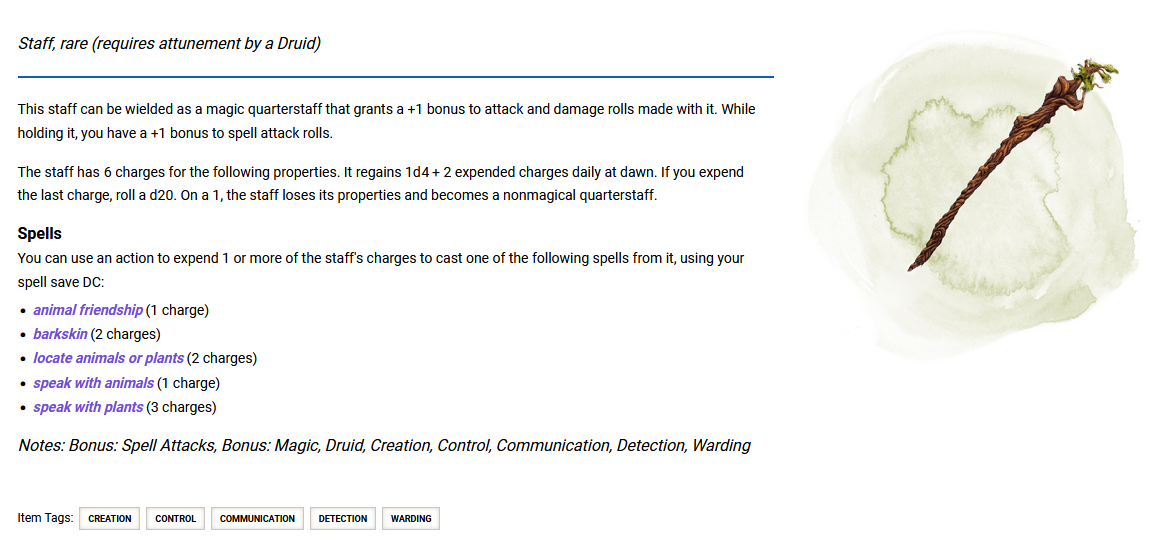 Staff, rare (requires attunement by a Druid)
This staff can be wielded as a magic quarterstaff that grants a +1 bonus to attack and damage rolls made with it. While
holding it, you have a +1 bonus to spell attack rolls.
The staff has 6 charges for the following properties. It regains 1d4 + 2 expended charges daily at dawn. If you expend
the last charge, roll a d20. On a 1, the staff loses its properties and becomes a nonmagical quarterstaff.
Spells
You can use an action to expend 1 or more of the staff's charges to cast one of the following spells from it, using your
spell save DC:
• animal friendship (1 charge)
• barkskin (2 charges)
• locate animals or plants (2 charges)
• speak with animals (1 charge)
• speak with plants (3 charges)
Notes: Bonus: Spell Attacks, Bonus: Magic, Druid, Creation, Control, Communication, Detection, Warding
Item Tags: CREATION CONTROL COMMUNICATION DETECTION WARDING